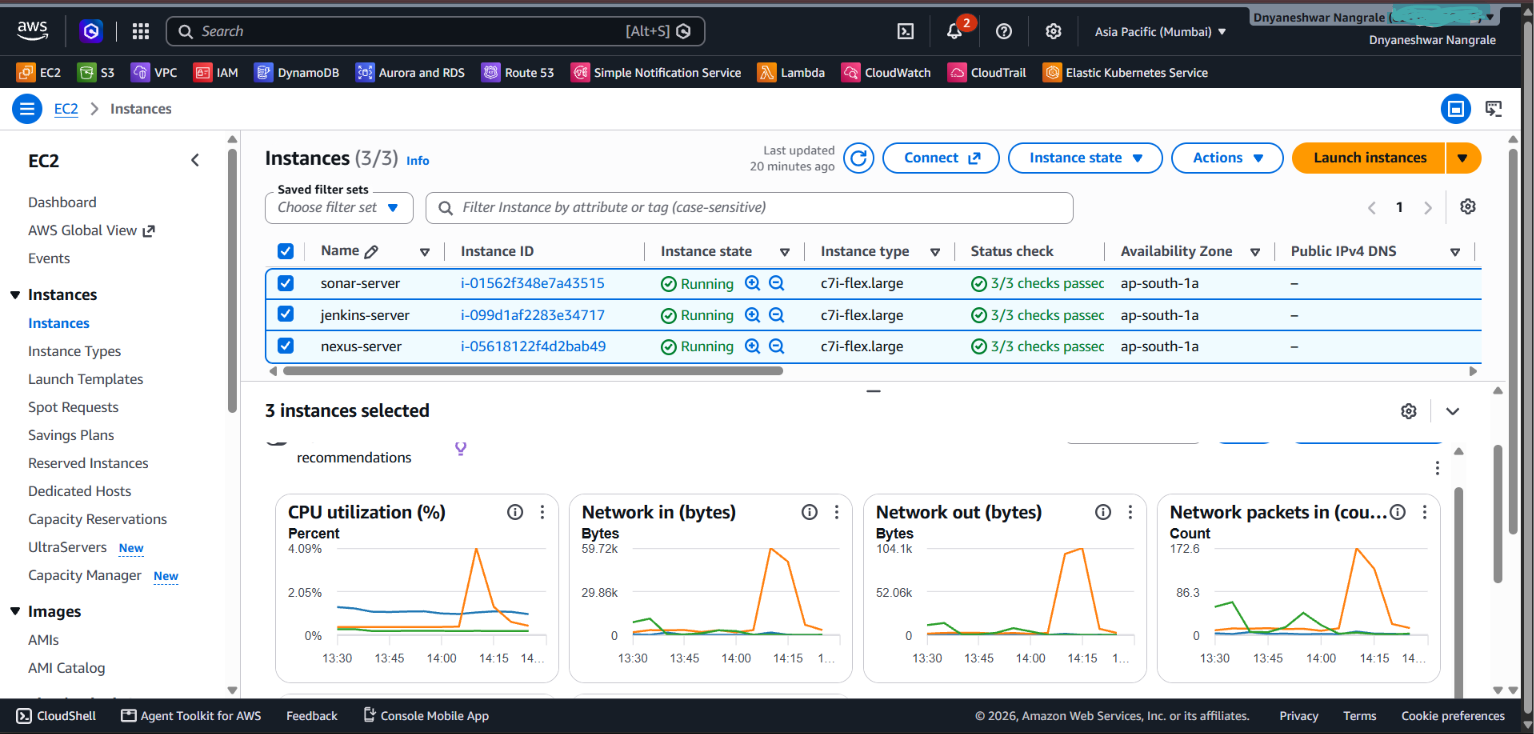 aws
Search [Alt+S]
2
Asia Pacific (Mumbai)
Dnyaneshwar Nangrale (
Dnyaneshwar Nangrale
EC2 S3 VPC IAM DynamoDB Aurora and RDS Route 53 Simple Notification Service Lambda CloudWatch CloudTrail Elastic Kubernetes Service
EC2 > Instances
EC2
Dashboard
AWS Global View
Events
Instances
Instances
Instance Types
Launch Templates
Spot Requests
Savings Plans
Reserved Instances
Dedicated Hosts
Capacity Reservations
UltraServers New
Capacity Manager New
Images
AMIs
AMI Catalog
Instances (3/3) Info
Last updated
20 minutes ago
Connect
Instance state
Actions
Launch instances
Saved filter sets
Choose filter set
Filter Instance by attribute or tag (case-sensitive)
1
Name Instance ID Instance state Instance type Status check Availability Zone Public IPv4 DNS
sonar-server i-01562f348e7a43515 Running c7i-flex.large 3/3 checks passed ap-south-1a –
jenkins-server i-099d1af2283e34717 Running c7i-flex.large 3/3 checks passed ap-south-1a –
nexus-server i-05618122f4d2bab49 Running c7i-flex.large 3/3 checks passed ap-south-1a –
3 instances selected
recommendations
CPU utilization (%)
Percent
4.09%
2.05%
0%
13:30 13:45 14:00 14:15 14...
Network in (bytes)
Bytes
59.72k
29.86k
0
13:30 13:45 14:00 14:15 1...
Network out (bytes)
Bytes
104.1k
52.06k
0
13:30 13:45 14:00 14:15 1...
Network packets in (cou...
Count
172.6
86.3
0
13:30 13:45 14:00 14:15 14...
CloudShell Agent Toolkit for AWS Feedback Console Mobile App
© 2026, Amazon Web Services, Inc. or its affiliates. Privacy Terms Cookie preferences